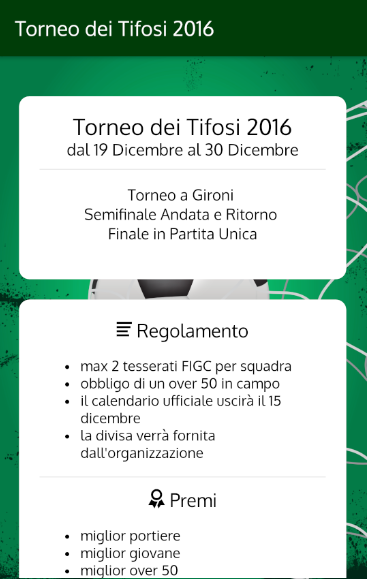 Torneo dei Tifosi 2016
Torneo dei Tifosi 2016
dal 19 Dicembre al 30 Dicembre
Torneo a Gironi
Semifinale Andata e Ritorno
Finale in Partita Unica
Regolamento
• max 2 tesserati FIGC per squadra
• obbligo di un over 50 in campo
• il calendario ufficiale uscirà il 15
dicembre
• la divisa verrà fornita
dall'organizzazione
Premi
• miglior portiere
• miglior giovane
• miglior over 50